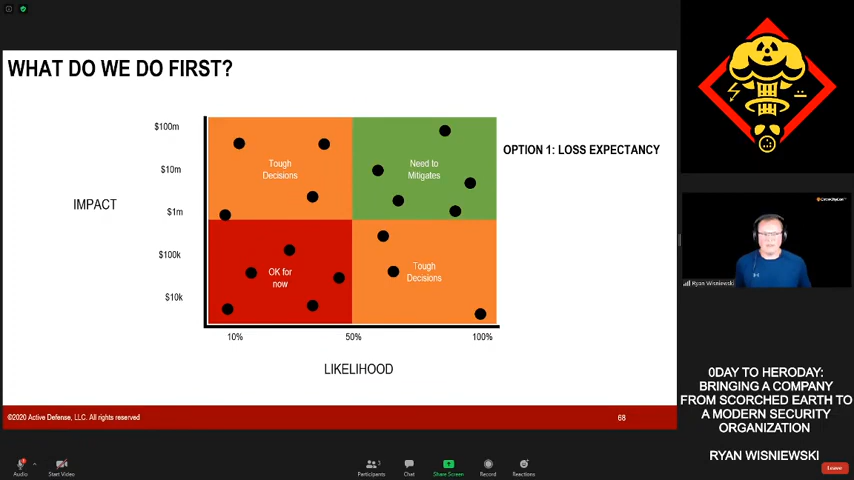 WHAT DO WE DO FIRST?
$100m
$10m
$1m
$100k
$10k
IMPACT
Tough
Decisions
Need to
Mitigates
OK for
now
Tough
Decisions
10%
50%
100%
LIKELIHOOD
OPTION 1: LOSS EXPECTANCY
©2020 Active Defense, LLC. All rights reserved
68
Ryan Wisniewski
0DAY TO HERODAY:
BRINGING A COMPANY
FROM SCORCHED EARTH TO
A MODERN SECURITY
ORGANIZATION
RYAN WISNIEWSKI
Audio
Start Video
Participants
3
Chat
Share Screen
Record
Reactions
Leave